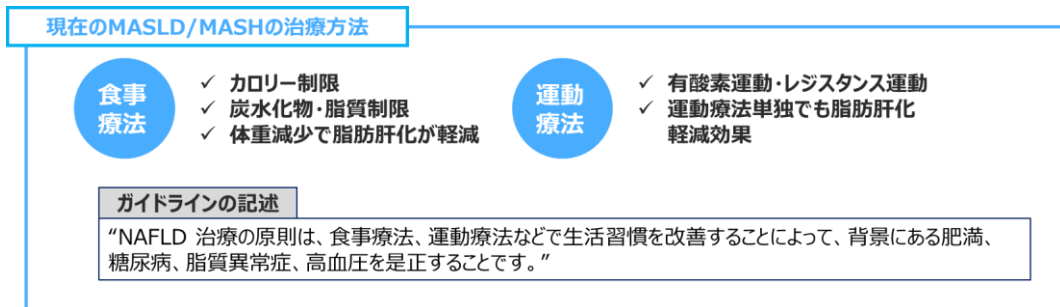 現在のMASLD/MASHの治療方法
食事
療法
✓ カロリー制限
✓ 炭水化物・脂質制限
✓ 体重減少で脂肪肝化が軽減
運動
療法
✓ 有酸素運動・レジスタンス運動
✓ 運動療法単独でも脂肪肝化
軽減効果
ガイドラインの記述
“NAFLD 治療の原則は、食事療法、運動療法などで生活習慣を改善することによって、背景にある肥満、
糖尿病、脂質異常症、高血圧を是正することです。”